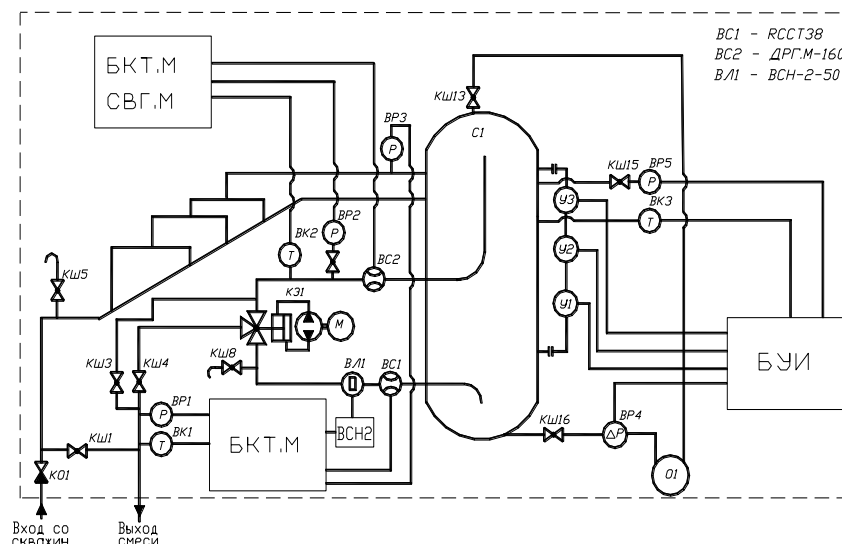 ВС1 - RCCT38
ВС2 - ДРГ.М-160
ВЛ1 - ВСН-2-50
БКТ.М
СВГ.М
КШ13
ВР3
С1
Р
КШ15
ВР5
Р
У3
ВК3
Т
ВР2
Р
ВК2
Т
ВС2
У2
КШ5
КЭ1
М
У1
КШ3
КШ4
КШ8
ВЛ1
ВС1
БУИ
ВР1
Р
КШ1
ВК1
Т
БКТ.М
ВСН2
КШ16
ВР4
ΔР
О1
КО1
Вход со
скважин
Выход
смеси